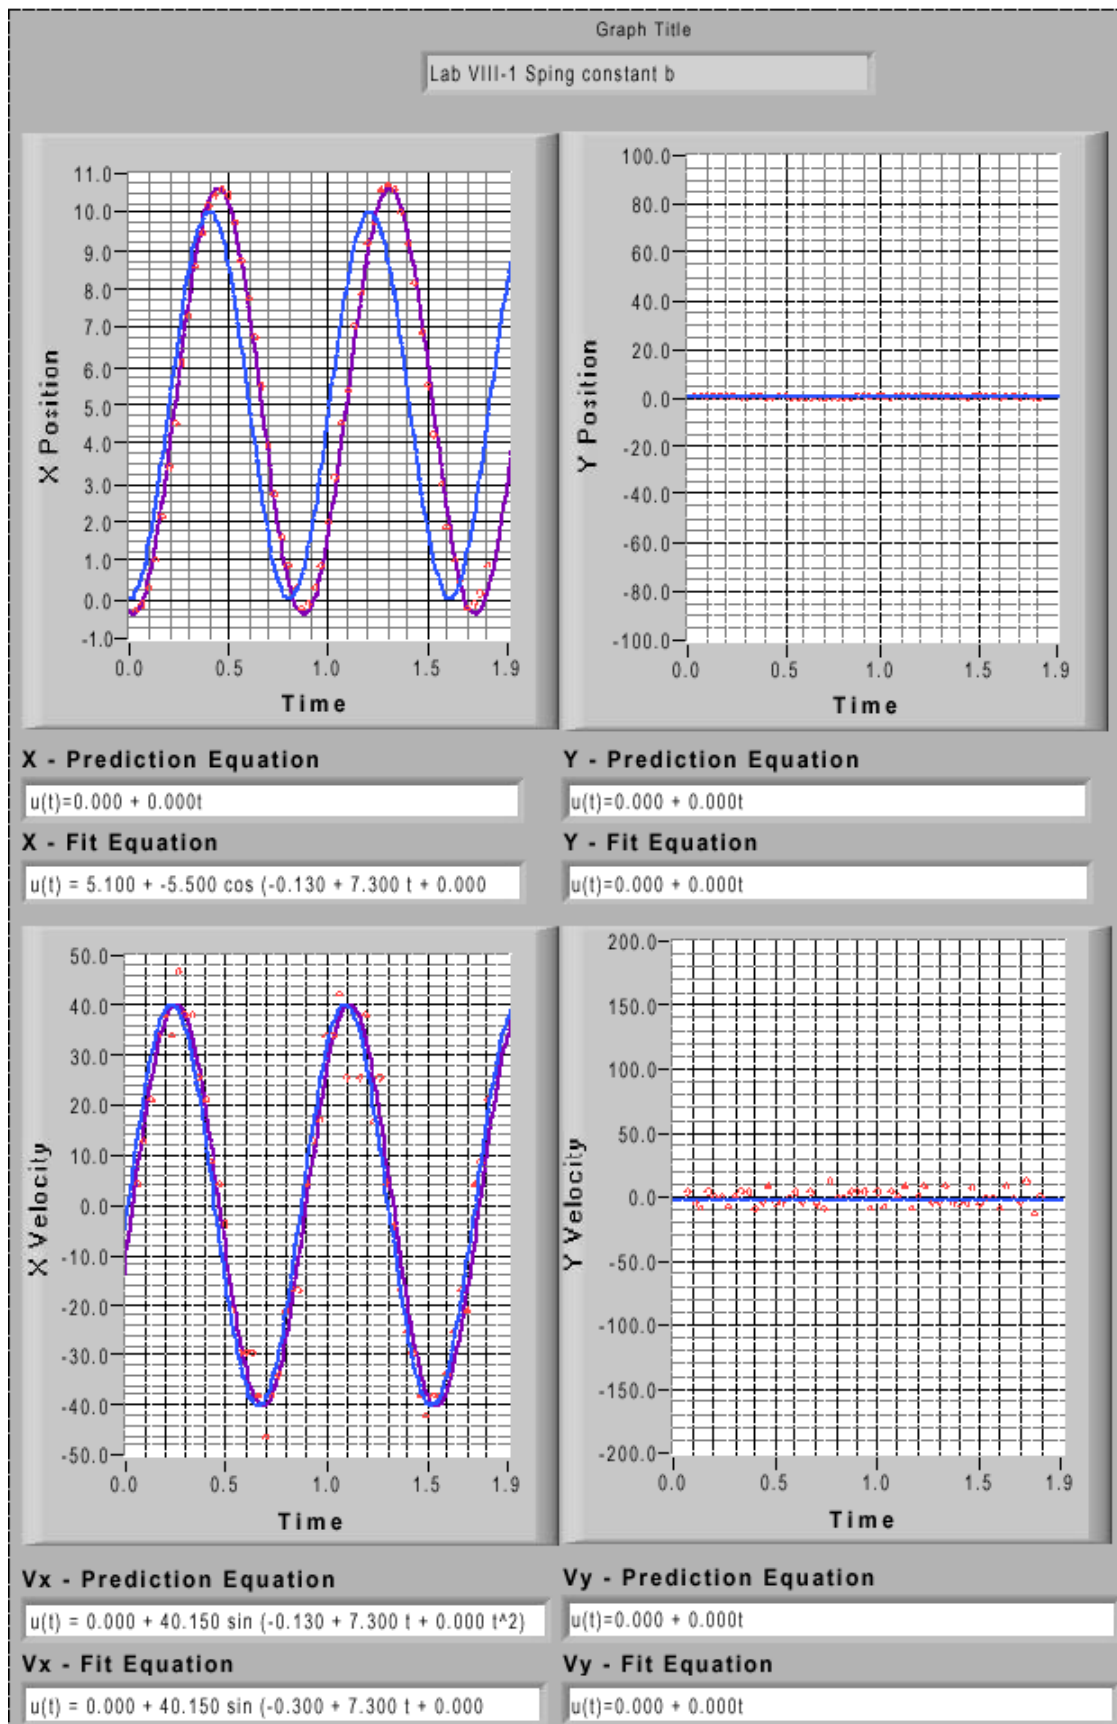 Graph Title
Lab VIII-1 Sping constant b
11.0
10.0
9.0
8.0
7.0
6.0
5.0
4.0
3.0
2.0
1.0
0.0
-1.0
X Position
0.0 0.5 1.0 1.5 1.9
Time
100.0
80.0
60.0
40.0
20.0
0.0
-20.0
-40.0
-60.0
-80.0
-100.0
Y Position
0.0 0.5 1.0 1.5 1.9
Time
X - Prediction Equation
u(t)=0.000 + 0.000t
X - Fit Equation
u(t) = 5.100 + -5.500 cos (-0.130 + 7.300 t + 0.000
Y - Prediction Equation
u(t)=0.000 + 0.000t
Y - Fit Equation
u(t)=0.000 + 0.000t
50.0
40.0
30.0
20.0
10.0
0.0
-10.0
-20.0
-30.0
-40.0
-50.0
X Velocity
0.0 0.5 1.0 1.5 1.9
Time
200.0
150.0
100.0
50.0
0.0
-50.0
-100.0
-150.0
-200.0
Y Velocity
0.0 0.5 1.0 1.5 1.9
Time
Vx - Prediction Equation
u(t) = 0.000 + 40.150 sin (-0.130 + 7.300 t + 0.000 t^2)
Vx - Fit Equation
u(t) = 0.000 + 40.150 sin (-0.300 + 7.300 t + 0.000
Vy - Prediction Equation
u(t)=0.000 + 0.000t
Vy - Fit Equation
u(t)=0.000 + 0.000t